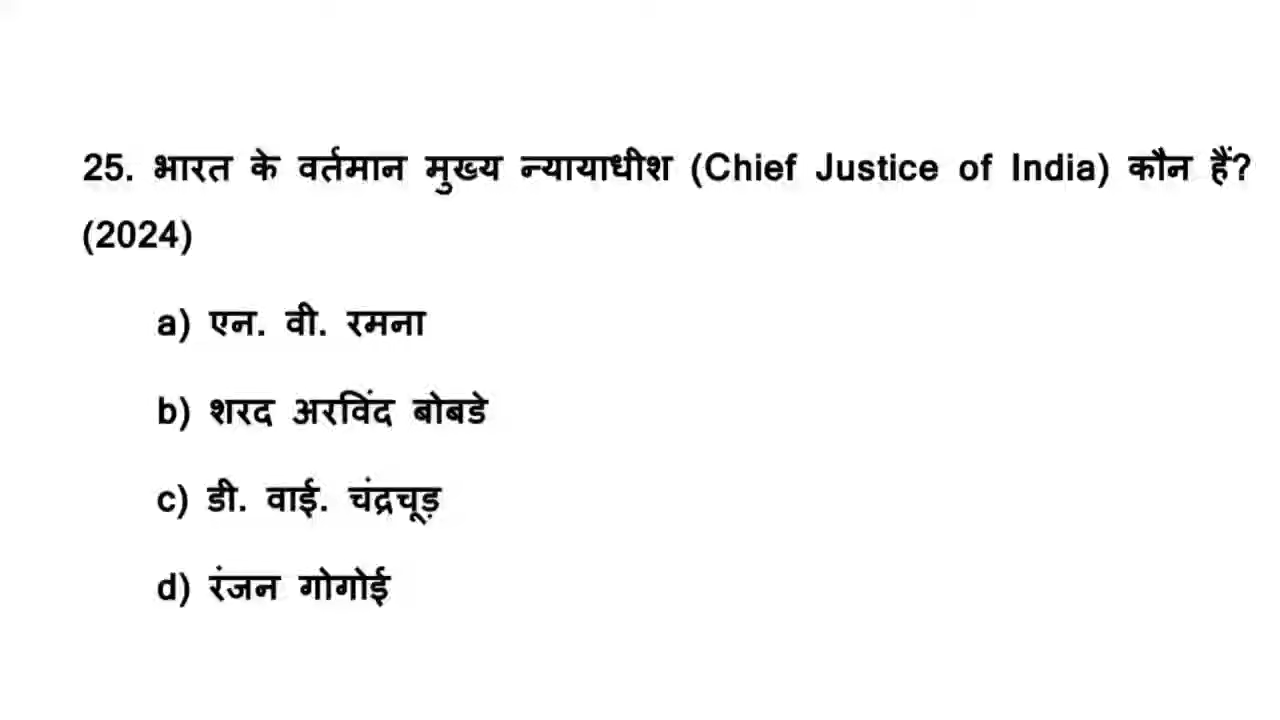 25. भारत के वर्तमान मुख्य न्यायाधीश (Chief Justice of India) कौन हैं?
(2024)
a) एन. वी. रमना
b) शरद अरविंद बोबडे
c) डी. वाई. चंद्रचूड़
d) रंजन गोगोई